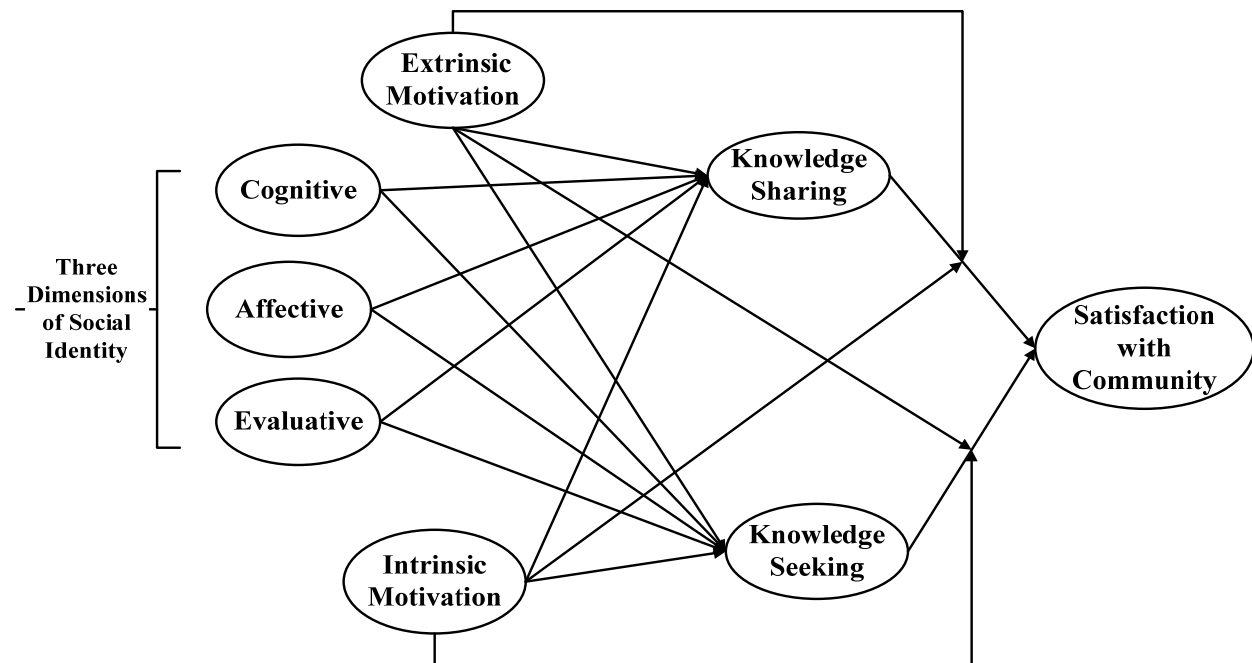 Extrinsic
Motivation
Knowledge
Sharing
Cognitive
Three
Dimensions
of Social
Identity
Affective
Satisfaction
with
Community
Evaluative
Knowledge
Seeking
Intrinsic
Motivation